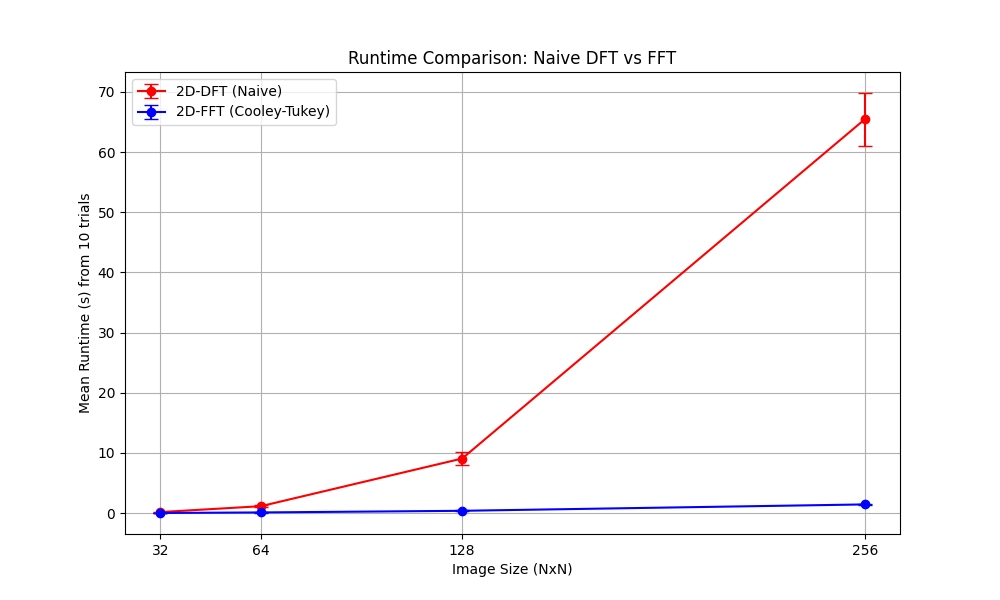 Runtime Comparison: Naive DFT vs FFT
2D-DFT (Naive)
2D-FFT (Cooley-Tukey)
Mean Runtime (s) from 10 trials
70
60
50
40
30
20
10
0
32
64
128
256
Image Size (NxN)